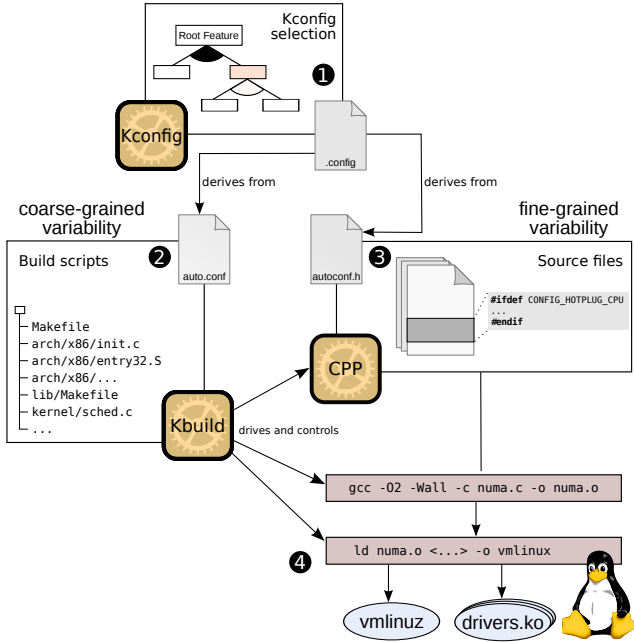 Kconfig
selection
Root Feature
1
Kconfig
.config
derives from
derives from
coarse-grained
variability
fine-grained
variability
Build scripts
2
auto.conf
autoconf.h
3
Source files
#ifdef CONFIG_HOTPLUG_CPU
...
#endif
Makefile
arch/x86/init.c
arch/x86/entry32.S
arch/x86/...
lib/Makefile
kernel/sched.c
...
CPP
Kbuild
drives and controls
gcc -O2 -Wall -c numa.c -o numa.o
4
ld numa.o <...> -o vmlinux
vmlinuz
drivers.ko